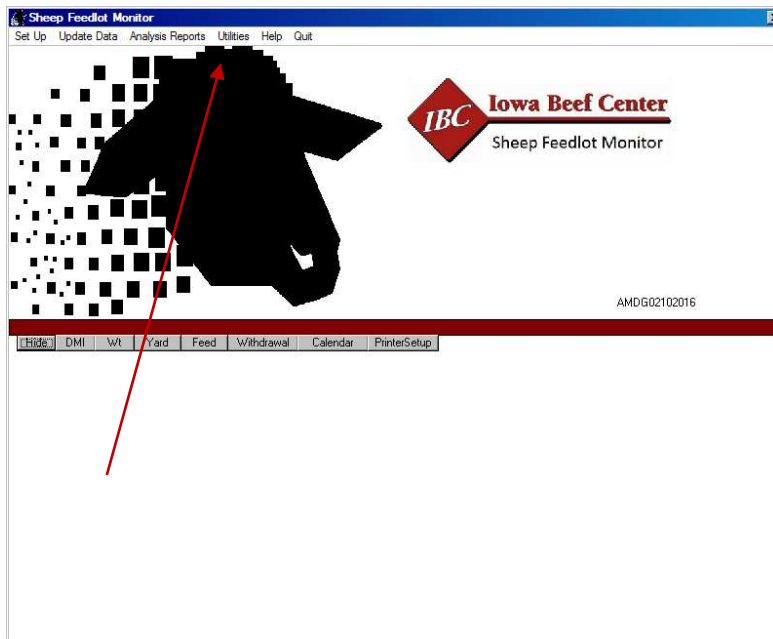 Sheep Feedlot Monitor
Set Up Update Data Analysis Reports Utilities Help Quit
IBC
Iowa Beef Center
Sheep Feedlot Monitor
AMDG02102016
Hide DMI Wt Yard Feed Withdrawal Calendar PrinterSetup